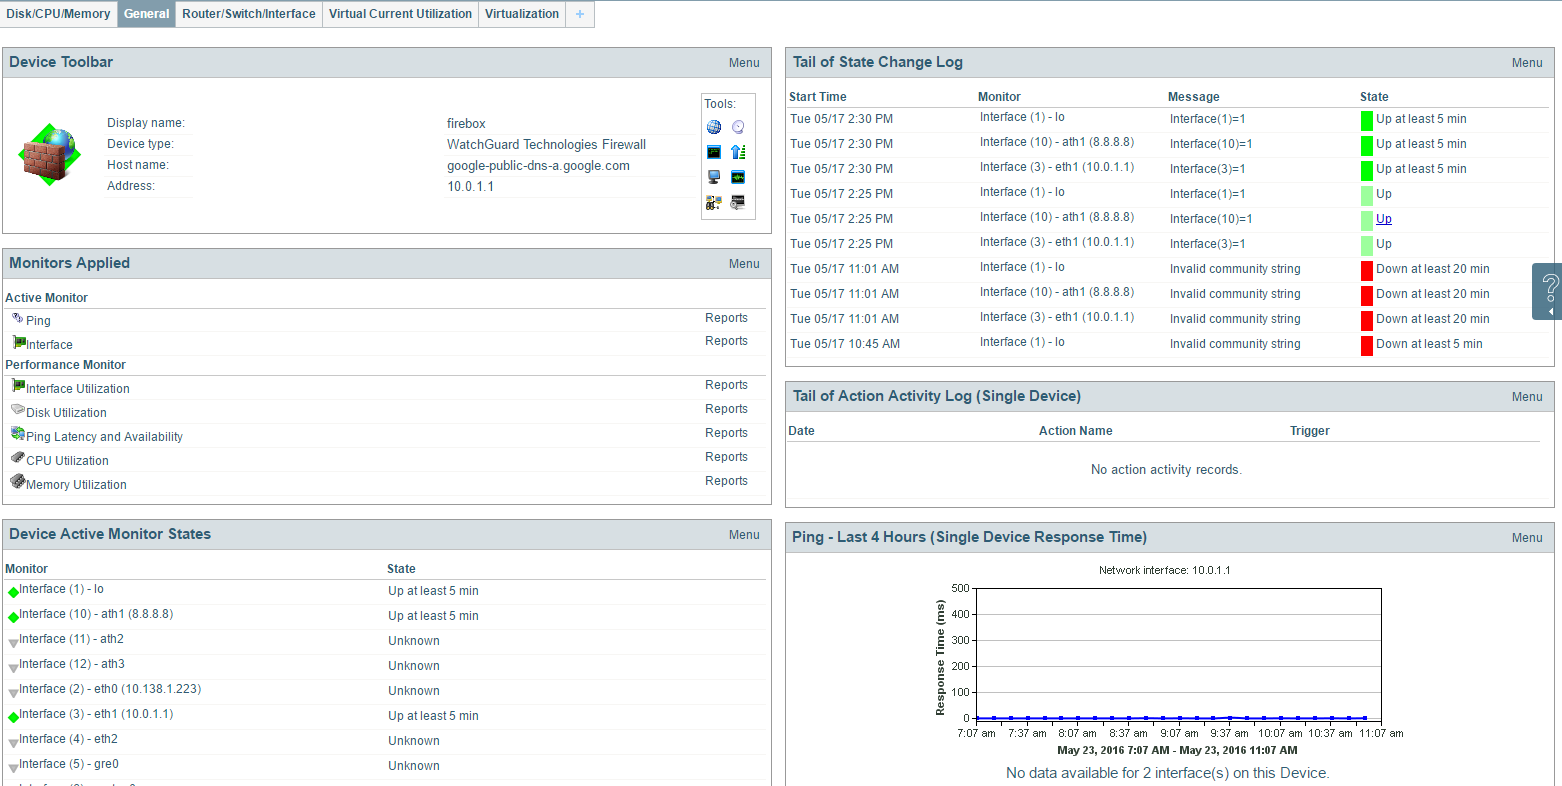 Disk/CPU/Memory General Router/Switch/Interface Virtual Current Utilization Virtualization +
Device Toolbar Menu
Display name: firebox
Device type: WatchGuard Technologies Firewall
Host name: google-public-dns-a.google.com
Address: 10.0.1.1
Tools:
Monitors Applied Menu
Active Monitor
Ping Reports
Interface Reports
Performance Monitor
Interface Utilization Reports
Disk Utilization Reports
Ping Latency and Availability Reports
CPU Utilization Reports
Memory Utilization Reports
Device Active Monitor States Menu
Monitor State
Interface (1) - lo Up at least 5 min
Interface (10) - ath1 (8.8.8.8) Up at least 5 min
Interface (11) - ath2 Unknown
Interface (12) - ath3 Unknown
Interface (2) - eth0 (10.138.1.223) Unknown
Interface (3) - eth1 (10.0.1.1) Up at least 5 min
Interface (4) - eth2 Unknown
Interface (5) - gre0 Unknown
Tail of State Change Log Menu
Start Time Monitor Message State
Tue 05/17 2:30 PM Interface (1) - lo Interface(1)=1 Up at least 5 min
Tue 05/17 2:30 PM Interface (10) - ath1 (8.8.8.8) Interface(10)=1 Up at least 5 min
Tue 05/17 2:30 PM Interface (3) - eth1 (10.0.1.1) Interface(3)=1 Up at least 5 min
Tue 05/17 2:25 PM Interface (1) - lo Interface(1)=1 Up
Tue 05/17 2:25 PM Interface (10) - ath1 (8.8.8.8) Interface(10)=1 Up
Tue 05/17 2:25 PM Interface (3) - eth1 (10.0.1.1) Interface(3)=1 Up
Tue 05/17 11:01 AM Interface (1) - lo Invalid community string Down at least 20 min
Tue 05/17 11:01 AM Interface (10) - ath1 (8.8.8.8) Invalid community string Down at least 20 min
Tue 05/17 11:01 AM Interface (3) - eth1 (10.0.1.1) Invalid community string Down at least 20 min
Tue 05/17 10:45 AM Interface (1) - lo Invalid community string Down at least 5 min
?
Tail of Action Activity Log (Single Device) Menu
Date Action Name Trigger
No action activity records.
Ping - Last 4 Hours (Single Device Response Time) Menu
Network interface: 10.0.1.1
Response Time (ms)
500
400
300
200
100
0
7:07 am 7:37 am 8:07 am 8:37 am 9:07 am 9:37 am 10:07 am 10:37 am 11:07 am
May 23, 2016 7:07 AM - May 23, 2016 11:07 AM
No data available for 2 interface(s) on this Device.